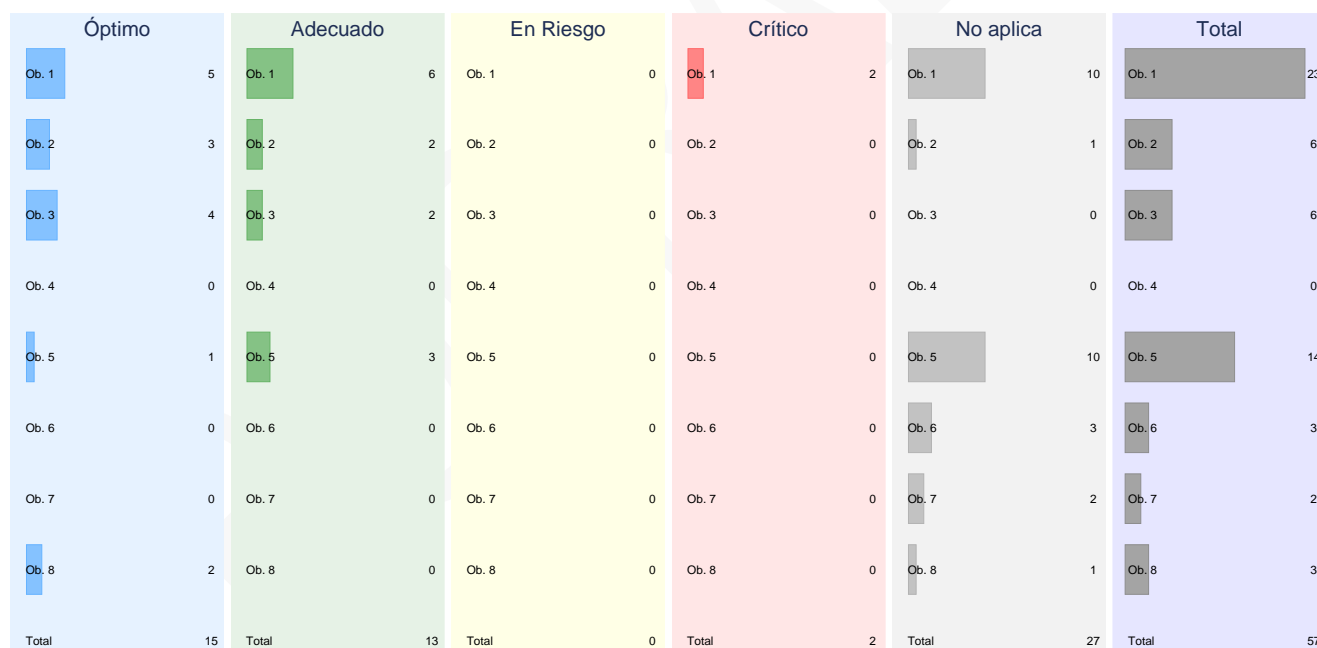 Óptimo Adecuado En Riesgo Crítico No aplica Total
Ob. 1 5 Ob. 1 6 Ob. 1 0 Ob. 1 2 Ob. 1 10 Ob. 1 23
Ob. 2 3 Ob. 2 2 Ob. 2 0 Ob. 2 0 Ob. 2 1 Ob. 2 6
Ob. 3 4 Ob. 3 2 Ob. 3 0 Ob. 3 0 Ob. 3 0 Ob. 3 6
Ob. 4 0 Ob. 4 0 Ob. 4 0 Ob. 4 0 Ob. 4 0 Ob. 4 0
Ob. 5 1 Ob. 5 3 Ob. 5 0 Ob. 5 0 Ob. 5 10 Ob. 5 14
Ob. 6 0 Ob. 6 0 Ob. 6 0 Ob. 6 0 Ob. 6 3 Ob. 6 3
Ob. 7 0 Ob. 7 0 Ob. 7 0 Ob. 7 0 Ob. 7 2 Ob. 7 2
Ob. 8 2 Ob. 8 0 Ob. 8 0 Ob. 8 0 Ob. 8 1 Ob. 8 3
Total 15 Total 13 Total 0 Total 2 Total 27 Total 57